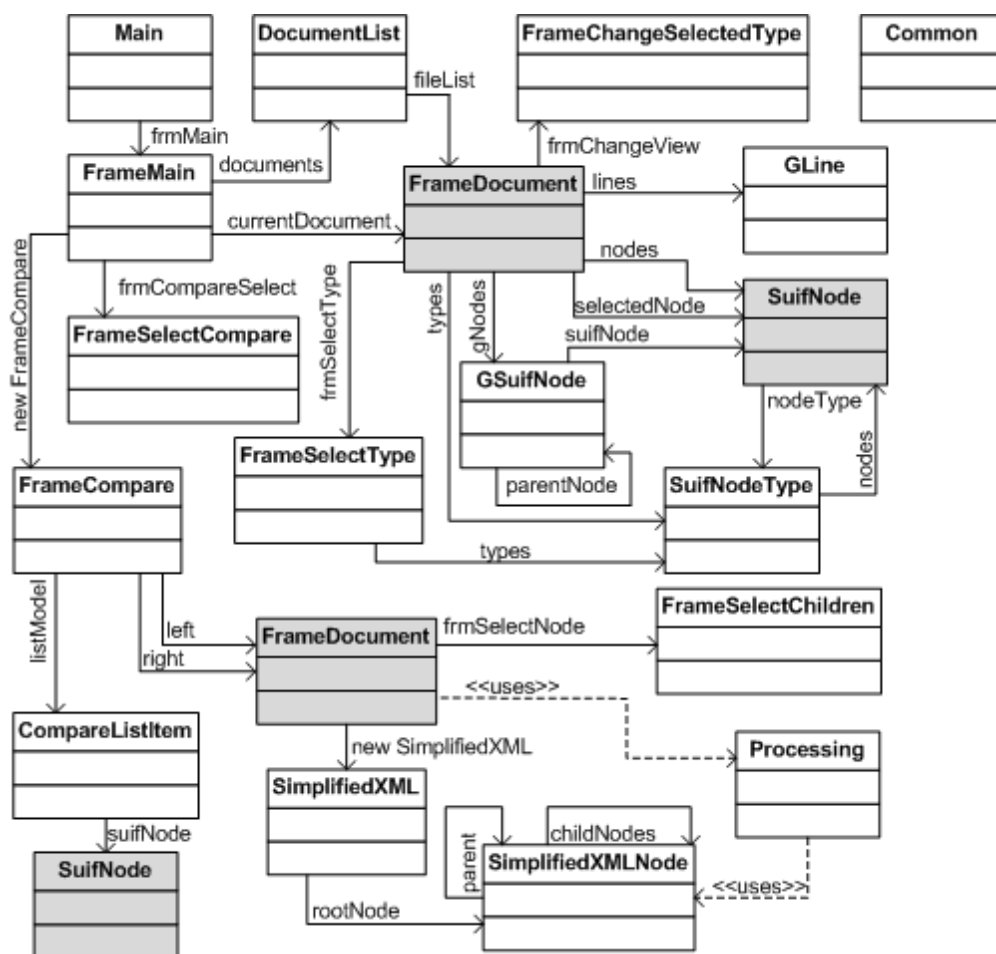 Main
DocumentList
FrameChangeSelectedType
Common
fileList
frmMain
documents
frmChangeView
FrameMain
FrameDocument
lines
GLine
currentDocument
new FrameCompare
frmCompareSelect
nodes
SuifNode
selectedNode
frmSelectType
types
gNodes
suifNode
FrameSelectCompare
GSuifNode
nodeType
nodes
FrameCompare
FrameSelectType
parentNode
SuifNodeType
types
listModel
left
right
FrameDocument
frmSelectNode
FrameSelectChildren
<<uses>>
CompareListItem
new SimplifiedXML
Processing
SimplifiedXML
suifNode
SuifNode
parent
childNodes
SimplifiedXMLNode
<<uses>>
rootNode